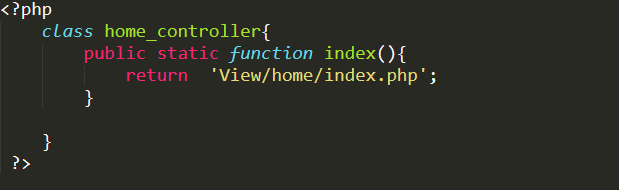 <?php
    class home_controller{
        public static function index(){
            return  'View/home/index.php';
        }

    }
 ?>